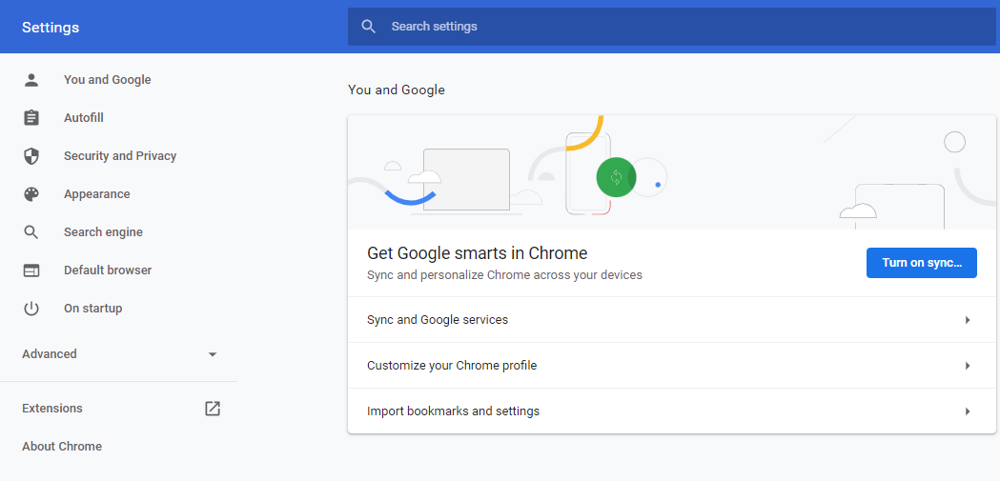 Settings
Search settings
You and Google
Autofill
Security and Privacy
Appearance
Search engine
Default browser
On startup
Advanced
Extensions
About Chrome
You and Google
Get Google smarts in Chrome
Sync and personalize Chrome across your devices
Turn on sync...
Sync and Google services
Customize your Chrome profile
Import bookmarks and settings